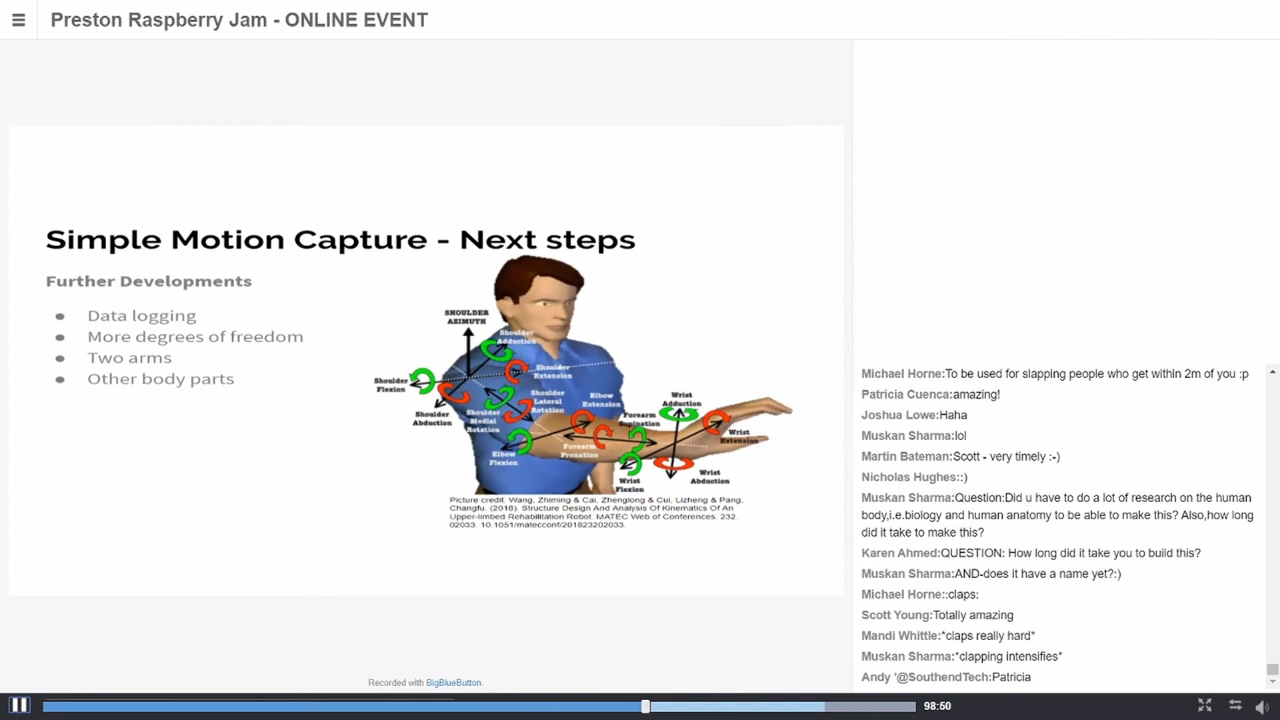 Preston Raspberry Jam - ONLINE EVENT
Simple Motion Capture - Next steps
Further Developments
● Data logging
● More degrees of freedom
● Two arms
● Other body parts
SHOULDER
AZIMUTH
Shoulder
Adduction
Shoulder
Extension
Shoulder
Flexion
Shoulder
Abduction
Shoulder
Medial
Rotation
Shoulder
Lateral
Rotation
Elbow
Extension
Elbow
Flexion
Forearm
Supination
Forearm
Pronation
Wrist
Adduction
Wrist
Extension
Wrist
Flexion
Wrist
Abduction
Picture credit: Wang, Zhiming & Cai, Zhenglong & Cui, Lizheng & Pang,
Changfu. (2018). Structure Design And Analysis Of Kinematics Of An
Upper-limbed Rehabilitation Robot. MATEC Web of Conferences. 232.
02033. 10.1051/matecconf/201823202033.
Michael Horne:To be used for slapping people who get within 2m of you :p
Patricia Cuenca:amazing!
Joshua Lowe:Haha
Muskan Sharma:lol
Martin Bateman:Scott - very timely :-)
Nicholas Hughes::)
Muskan Sharma:Question:Did u have to do a lot of research on the human
body,i.e.biology and human anatomy to be able to make this? Also,how long
did it take to make this?
Karen Ahmed:QUESTION: How long did it take you to build this?
Muskan Sharma:AND-does it have a name yet?:)
Michael Horne::claps:
Scott Young:Totally amazing
Mandi Whittle:*claps really hard*
Muskan Sharma:*clapping intensifies*
Andy '@SouthendTech:Patricia
Recorded with BigBlueButton.
98:50